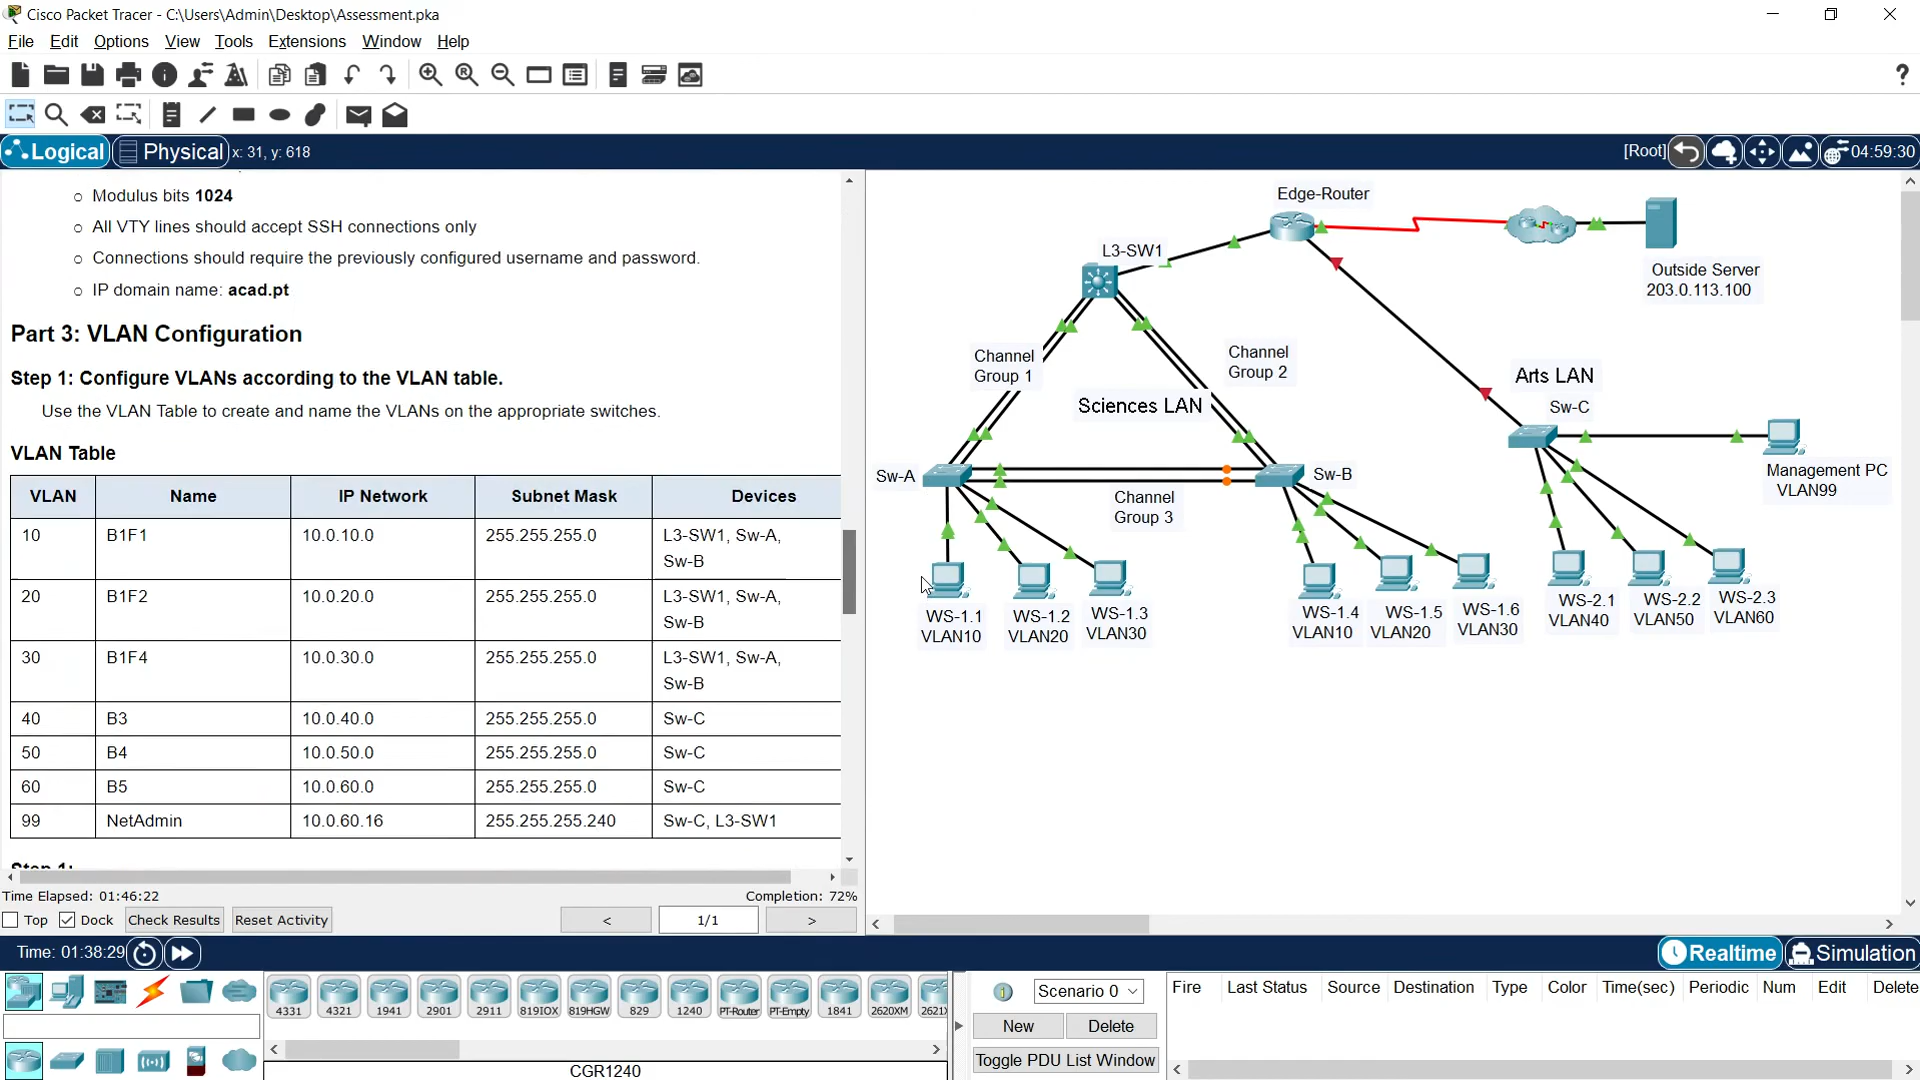 Cisco Packet Tracer - C:\Users\Admin\Desktop\Assessment.pka
File Edit Options View Tools Extensions Window Help
?
Logical Physical x: 31, y: 618 [Root] 04:59:30
o Modulus bits 1024
o All VTY lines should accept SSH connections only
o Connections should require the previously configured username and password.
o IP domain name: acad.pt
Part 3: VLAN Configuration
Step 1: Configure VLANs according to the VLAN table.
Use the VLAN Table to create and name the VLANs on the appropriate switches.
VLAN Table
VLAN Name IP Network Subnet Mask Devices
10 B1F1 10.0.10.0 255.255.255.0 L3-SW1, Sw-A,
Sw-B
20 B1F2 10.0.20.0 255.255.255.0 L3-SW1, Sw-A,
Sw-B
30 B1F4 10.0.30.0 255.255.255.0 L3-SW1, Sw-A,
Sw-B
40 B3 10.0.40.0 255.255.255.0 Sw-C
50 B4 10.0.50.0 255.255.255.0 Sw-C
60 B5 10.0.60.0 255.255.255.0 Sw-C
99 NetAdmin 10.0.60.16 255.255.255.240 Sw-C, L3-SW1
Step 1:
Time Elapsed: 01:46:22 Completion: 72%
Top Dock Check Results Reset Activity < 1/1 >
Edge-Router
L3-SW1
Outside Server
203.0.113.100
Channel
Group 1
Channel
Group 2
Sciences LAN
Arts LAN
Sw-C
Sw-A
Sw-B
Management PC
VLAN99
Channel
Group 3
WS-1.1
VLAN10
WS-1.2
VLAN20
WS-1.3
VLAN30
WS-1.4
VLAN10
WS-1.5
VLAN20
WS-1.6
VLAN30
WS-2.1
VLAN40
WS-2.2
VLAN50
WS-2.3
VLAN60
Time: 01:38:29 Realtime Simulation
4331 4321 1941 2901 2911 819IOX 819HGW 829 1240 PT-Router PT-Empty 1841 2620XM 2621X
CGR1240
Scenario 0
New Delete
Toggle PDU List Window
Fire Last Status Source Destination Type Color Time(sec) Periodic Num Edit Delete